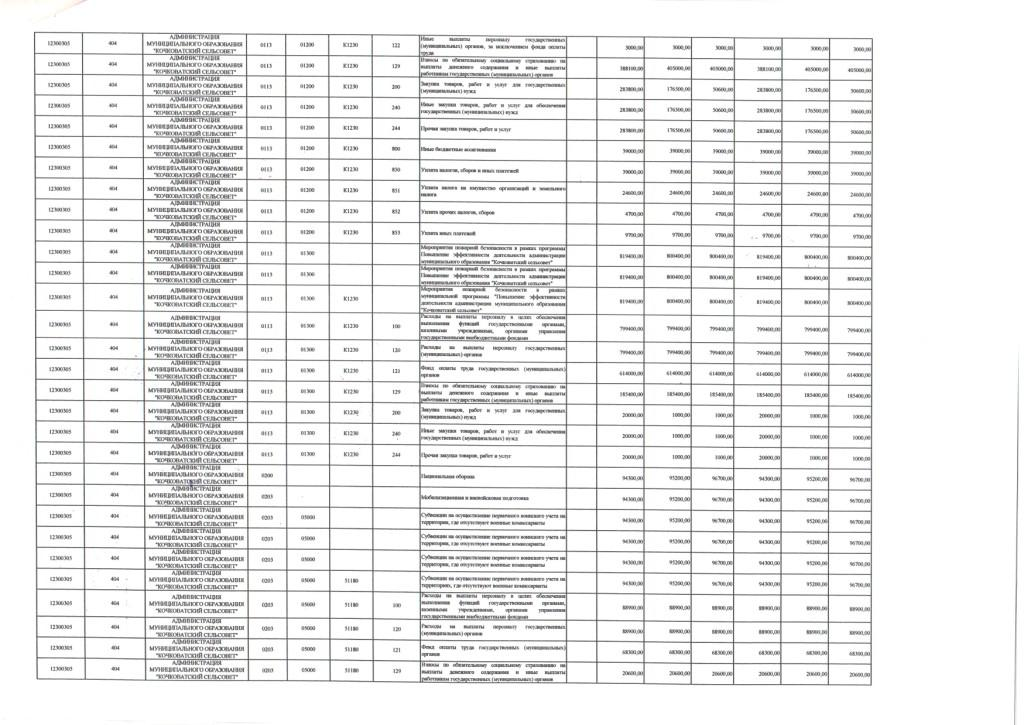 12300305 404 АДМИНИСТРАЦИЯ МУНИЦИПАЛЬНОГО ОБРАЗОВАНИЯ "КОЧКОВАТСКИЙ СЕЛЬСОВЕТ" 0113 01200 К1230 122 Иные выплаты персоналу государственных (муниципальных) органов, за исключением фонда оплаты труда 3000,00 3000,00 3000,00 3000,00 3000,00 3000,00
12300305 404 АДМИНИСТРАЦИЯ МУНИЦИПАЛЬНОГО ОБРАЗОВАНИЯ "КОЧКОВАТСКИЙ СЕЛЬСОВЕТ" 0113 01200 К1230 129 Взносы по обязательному социальному страхованию на выплаты денежного содержания и иные выплаты работникам государственных (муниципальных) органов 388100,00 405000,00 405000,00 388100,00 405000,00 405000,00
12300305 404 АДМИНИСТРАЦИЯ МУНИЦИПАЛЬНОГО ОБРАЗОВАНИЯ "КОЧКОВАТСКИЙ СЕЛЬСОВЕТ" 0113 01200 К1230 200 Закупка товаров, работ и услуг для государственных (муниципальных) нужд 283800,00 176500,00 50600,00 283800,00 176500,00 50600,00
12300305 404 АДМИНИСТРАЦИЯ МУНИЦИПАЛЬНОГО ОБРАЗОВАНИЯ "КОЧКОВАТСКИЙ СЕЛЬСОВЕТ" 0113 01200 К1230 240 Иные закупки товаров, работ и услуг для обеспечения государственных (муниципальных) нужд 283800,00 176500,00 50600,00 283800,00 176500,00 50600,00
12300305 404 АДМИНИСТРАЦИЯ МУНИЦИПАЛЬНОГО ОБРАЗОВАНИЯ "КОЧКОВАТСКИЙ СЕЛЬСОВЕТ" 0113 01200 К1230 244 Прочая закупка товаров, работ и услуг 283800,00 176500,00 50600,00 283800,00 176500,00 50600,00
12300305 404 АДМИНИСТРАЦИЯ МУНИЦИПАЛЬНОГО ОБРАЗОВАНИЯ "КОЧКОВАТСКИЙ СЕЛЬСОВЕТ" 0113 01200 К1230 800 Иные бюджетные ассигнования 39000,00 39000,00 39000,00 39000,00 39000,00 39000,00
12300305 404 АДМИНИСТРАЦИЯ МУНИЦИПАЛЬНОГО ОБРАЗОВАНИЯ "КОЧКОВАТСКИЙ СЕЛЬСОВЕТ" 0113 01200 К1230 850 Уплата налогов, сборов и иных платежей 39000,00 39000,00 39000,00 39000,00 39000,00 39000,00
12300305 404 АДМИНИСТРАЦИЯ МУНИЦИПАЛЬНОГО ОБРАЗОВАНИЯ "КОЧКОВАТСКИЙ СЕЛЬСОВЕТ" 0113 01200 К1230 851 Уплата налога на имущество организаций и земельного налога 24600,00 24600,00 24600,00 24600,00 24600,00 24600,00
12300305 404 АДМИНИСТРАЦИЯ МУНИЦИПАЛЬНОГО ОБРАЗОВАНИЯ "КОЧКОВАТСКИЙ СЕЛЬСОВЕТ" 0113 01200 К1230 852 Уплата прочих налогов, сборов 4700,00 4700,00 4700,00 4700,00 4700,00 4700,00
12300305 404 АДМИНИСТРАЦИЯ МУНИЦИПАЛЬНОГО ОБРАЗОВАНИЯ "КОЧКОВАТСКИЙ СЕЛЬСОВЕТ" 0113 01200 К1230 853 Уплата иных платежей 9700,00 9700,00 9700,00 9700,00 9700,00 9700,00
12300305 404 АДМИНИСТРАЦИЯ МУНИЦИПАЛЬНОГО ОБРАЗОВАНИЯ "КОЧКОВАТСКИЙ СЕЛЬСОВЕТ" 0113 01300 Мероприятия пожарной безопасности в рамках программы Повышение эффективности деятельности администрации муниципального образования "Кочковатский сельсовет" 819400,00 800400,00 800400,00 819400,00 800400,00 800400,00
12300305 404 АДМИНИСТРАЦИЯ МУНИЦИПАЛЬНОГО ОБРАЗОВАНИЯ "КОЧКОВАТСКИЙ СЕЛЬСОВЕТ" 0113 01300 Мероприятия пожарной безопасности в рамках программы Повышение эффективности деятельности администрации муниципального образования "Кочковатский сельсовет" 819400,00 800400,00 800400,00 819400,00 800400,00 800400,00
12300305 404 АДМИНИСТРАЦИЯ МУНИЦИПАЛЬНОГО ОБРАЗОВАНИЯ "КОЧКОВАТСКИЙ СЕЛЬСОВЕТ" 0113 01300 К1230 Мероприятия пожарной безопасности в рамках муниципальной программы "Повышение эффективности деятельности администрации муниципального образования "Кочковатский сельсовет" 819400,00 800400,00 800400,00 819400,00 800400,00 800400,00
12300305 404 АДМИНИСТРАЦИЯ МУНИЦИПАЛЬНОГО ОБРАЗОВАНИЯ "КОЧКОВАТСКИЙ СЕЛЬСОВЕТ" 0113 01300 К1230 100 Расходы на выплаты персоналу в целях обеспечения выполнения функций государственными органами, казенными учреждениями, органами управления государственными внебюджетными фондами 799400,00 799400,00 799400,00 799400,00 799400,00 799400,00
12300305 404 АДМИНИСТРАЦИЯ МУНИЦИПАЛЬНОГО ОБРАЗОВАНИЯ "КОЧКОВАТСКИЙ СЕЛЬСОВЕТ" 0113 01300 К1230 120 Расходы на выплаты персоналу государственных (муниципальных) органов 799400,00 799400,00 799400,00 799400,00 799400,00 799400,00
12300305 404 АДМИНИСТРАЦИЯ МУНИЦИПАЛЬНОГО ОБРАЗОВАНИЯ "КОЧКОВАТСКИЙ СЕЛЬСОВЕТ" 0113 01300 К1230 121 Фонд оплаты труда государственных (муниципальных) органов 614000,00 614000,00 614000,00 614000,00 614000,00 614000,00
12300305 404 АДМИНИСТРАЦИЯ МУНИЦИПАЛЬНОГО ОБРАЗОВАНИЯ "КОЧКОВАТСКИЙ СЕЛЬСОВЕТ" 0113 01300 К1230 129 Взносы по обязательному социальному страхованию на выплаты денежного содержания и иные выплаты работникам государственных (муниципальных) органов 185400,00 185400,00 185400,00 185400,00 185400,00 185400,00
12300305 404 АДМИНИСТРАЦИЯ МУНИЦИПАЛЬНОГО ОБРАЗОВАНИЯ "КОЧКОВАТСКИЙ СЕЛЬСОВЕТ" 0113 01300 К1230 200 Закупка товаров, работ и услуг для государственных (муниципальных) нужд 20000,00 1000,00 1000,00 20000,00 1000,00 1000,00
12300305 404 АДМИНИСТРАЦИЯ МУНИЦИПАЛЬНОГО ОБРАЗОВАНИЯ "КОЧКОВАТСКИЙ СЕЛЬСОВЕТ" 0113 01300 К1230 240 Иные закупки товаров, работ и услуг для обеспечения государственных (муниципальных) нужд 20000,00 1000,00 1000,00 20000,00 1000,00 1000,00
12300305 404 АДМИНИСТРАЦИЯ МУНИЦИПАЛЬНОГО ОБРАЗОВАНИЯ "КОЧКОВАТСКИЙ СЕЛЬСОВЕТ" 0113 01300 К1230 244 Прочая закупка товаров, работ и услуг 20000,00 1000,00 1000,00 20000,00 1000,00 1000,00
12300305 404 АДМИНИСТРАЦИЯ МУНИЦИПАЛЬНОГО ОБРАЗОВАНИЯ "КОЧКОВАТСКИЙ СЕЛЬСОВЕТ" 0200 Национальная оборона 94300,00 95200,00 96700,00 94300,00 95200,00 96700,00
12300305 404 АДМИНИСТРАЦИЯ МУНИЦИПАЛЬНОГО ОБРАЗОВАНИЯ "КОЧКОВАТСКИЙ СЕЛЬСОВЕТ" 0203 Мобилизационная и вневойсковая подготовка 94300,00 95200,00 96700,00 94300,00 95200,00 96700,00
12300305 404 АДМИНИСТРАЦИЯ МУНИЦИПАЛЬНОГО ОБРАЗОВАНИЯ "КОЧКОВАТСКИЙ СЕЛЬСОВЕТ" 0203 05000 Субвенции на осуществление первичного воинского учета на территории, где отсутствуют военные комиссариаты 94300,00 95200,00 96700,00 94300,00 95200,00 96700,00
12300305 404 АДМИНИСТРАЦИЯ МУНИЦИПАЛЬНОГО ОБРАЗОВАНИЯ "КОЧКОВАТСКИЙ СЕЛЬСОВЕТ" 0203 05000 Субвенции на осуществление первичного воинского учета на территории, где отсутствуют военные комиссариаты 94300,00 95200,00 96700,00 94300,00 95200,00 96700,00
12300305 404 АДМИНИСТРАЦИЯ МУНИЦИПАЛЬНОГО ОБРАЗОВАНИЯ "КОЧКОВАТСКИЙ СЕЛЬСОВЕТ" 0203 05000 Субвенции на осуществление первичного воинского учета на территории, где отсутствуют военные комиссариаты 94300,00 95200,00 96700,00 94300,00 95200,00 96700,00
12300305 404 АДМИНИСТРАЦИЯ МУНИЦИПАЛЬНОГО ОБРАЗОВАНИЯ "КОЧКОВАТСКИЙ СЕЛЬСОВЕТ" 0203 05000 51180 Субвенции на осуществление первичного воинского учета на территорию, где отсутствуют военные комиссариаты 94300,00 95200,00 96700,00 94300,00 95200,00 96700,00
12300305 404 АДМИНИСТРАЦИЯ МУНИЦИПАЛЬНОГО ОБРАЗОВАНИЯ "КОЧКОВАТСКИЙ СЕЛЬСОВЕТ" 0203 05000 51180 100 Расходы на выплаты персоналу в целях обеспечения выполнения функций государственными органами, казенными учреждениями, органами управления государственными внебюджетными фондами 88900,00 88900,00 88900,00 88900,00 88900,00 88900,00
12300305 404 АДМИНИСТРАЦИЯ МУНИЦИПАЛЬНОГО ОБРАЗОВАНИЯ "КОЧКОВАТСКИЙ СЕЛЬСОВЕТ" 0203 05000 51180 120 Расходы на выплаты персоналу государственных (муниципальных) органов 88900,00 88900,00 88900,00 88900,00 88900,00 88900,00
12300305 404 АДМИНИСТРАЦИЯ МУНИЦИПАЛЬНОГО ОБРАЗОВАНИЯ "КОЧКОВАТСКИЙ СЕЛЬСОВЕТ" 0203 05000 51180 121 Фонд оплаты труда государственных (муниципальных) органов 68300,00 68300,00 68300,00 68300,00 68300,00 68300,00
12300305 404 АДМИНИСТРАЦИЯ МУНИЦИПАЛЬНОГО ОБРАЗОВАНИЯ "КОЧКОВАТСКИЙ СЕЛЬСОВЕТ" 0203 05000 51180 129 Взносы по обязательному социальному страхованию на выплаты денежного содержания и иные выплаты работникам государственных (муниципальных) органов 20600,00 20600,00 20600,00 20600,00 20600,00 20600,00